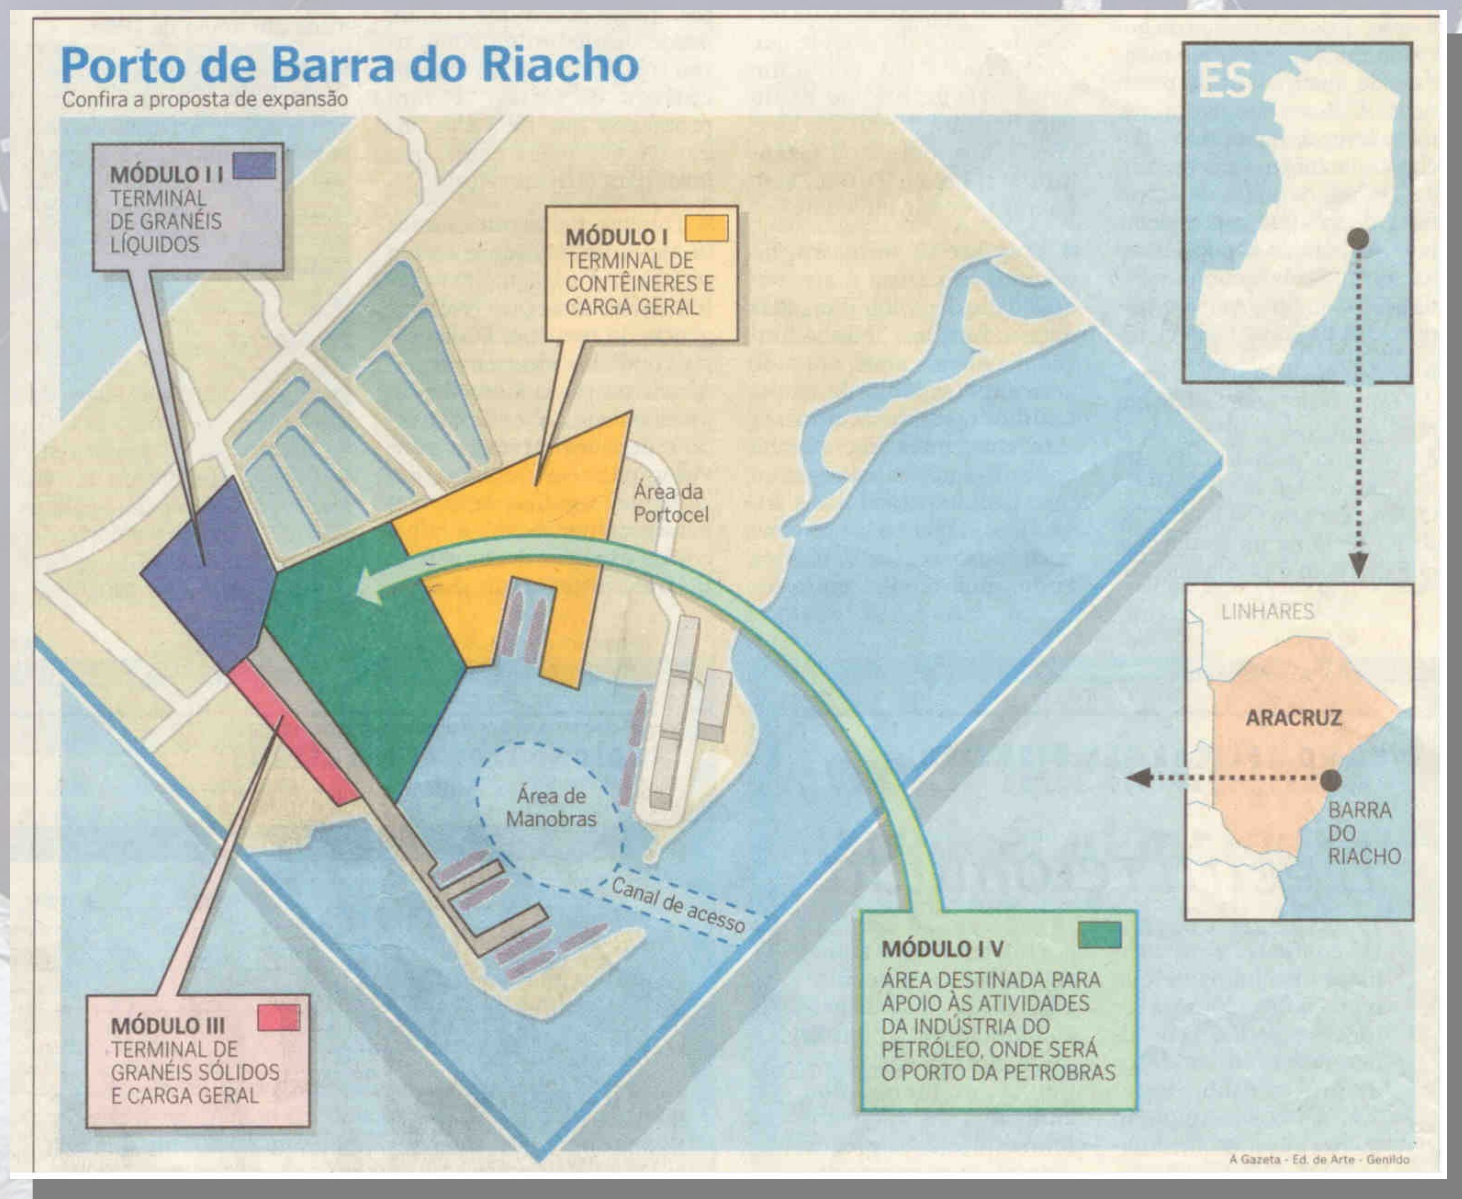 Porto de Barra do Riacho
Confira a proposta de expansão
MÓDULO II
TERMINAL
DE GRANÉIS
LÍQUIDOS
MÓDULO I
TERMINAL DE
CONTÊINERES E
CARGA GERAL
ES
Área da
Portocel
LINHARES
ARACRUZ
BARRA
DO
RIACHO
Área de
Manobras
Canal de acesso
MÓDULO III
TERMINAL DE
GRANÉIS SÓLIDOS
E CARGA GERAL
MÓDULO IV
ÁREA DESTINADA PARA
APOIO ÀS ATIVIDADES
DA INDÚSTRIA DO
PETRÓLEO, ONDE SERÁ
O PORTO DA PETROBRAS
A Gazeta - Ed. de Arte - Genildo